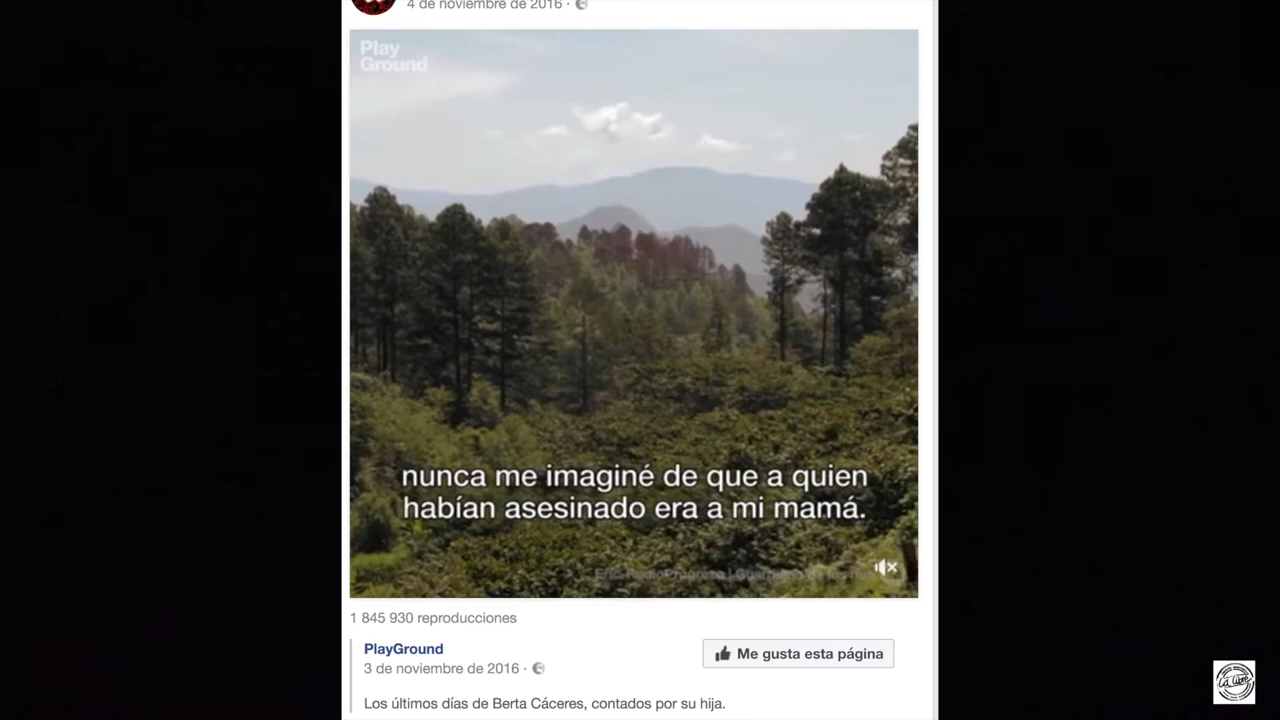 4 de noviembre de 2016 ·
Play
Ground
nunca me imaginé de que a quien
habían asesinado era a mi mamá.
1 845 930 reproducciones
PlayGround
Me gusta esta página
3 de noviembre de 2016 ·
Los últimos días de Berta Cáceres, contados por su hija.